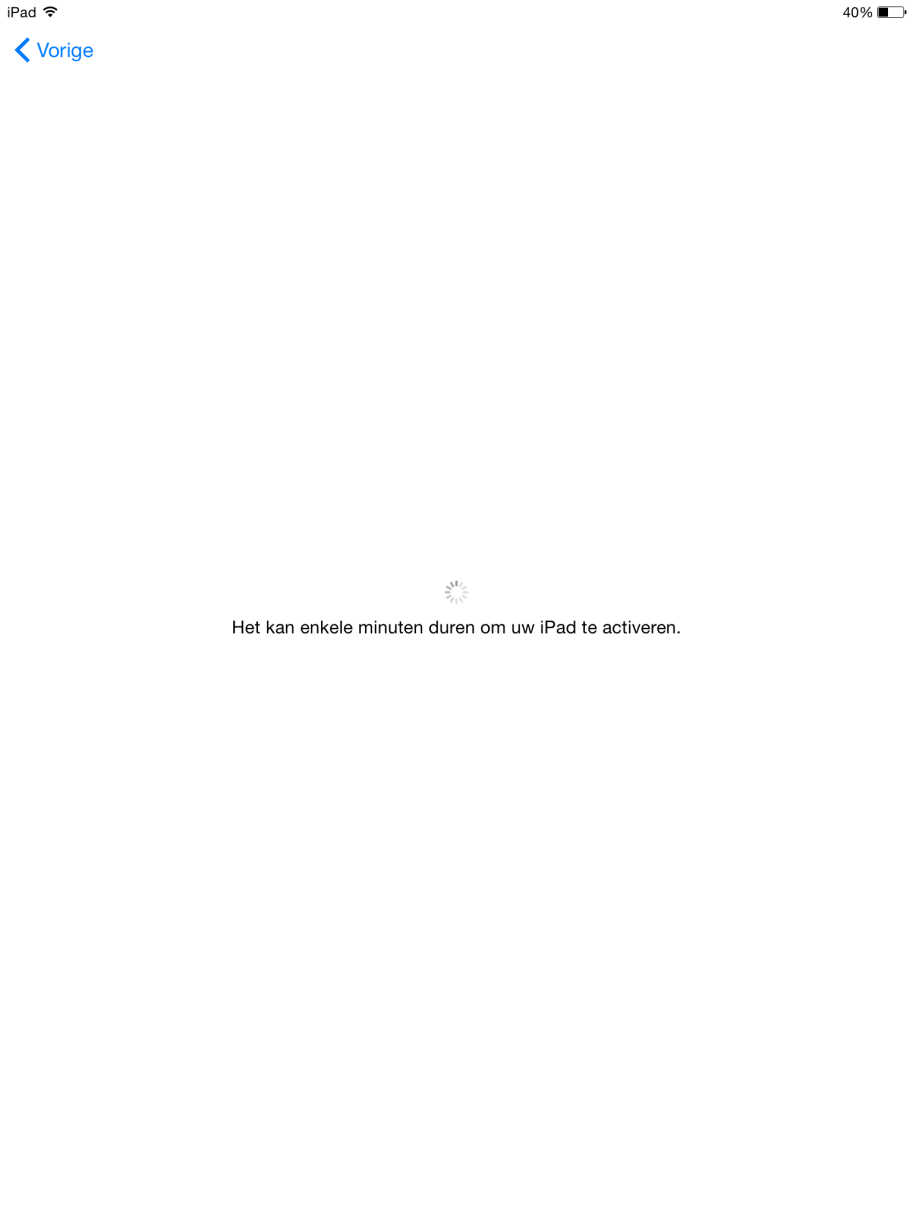 iPad 40%
Vorige
Het kan enkele minuten duren om uw iPad te activeren.